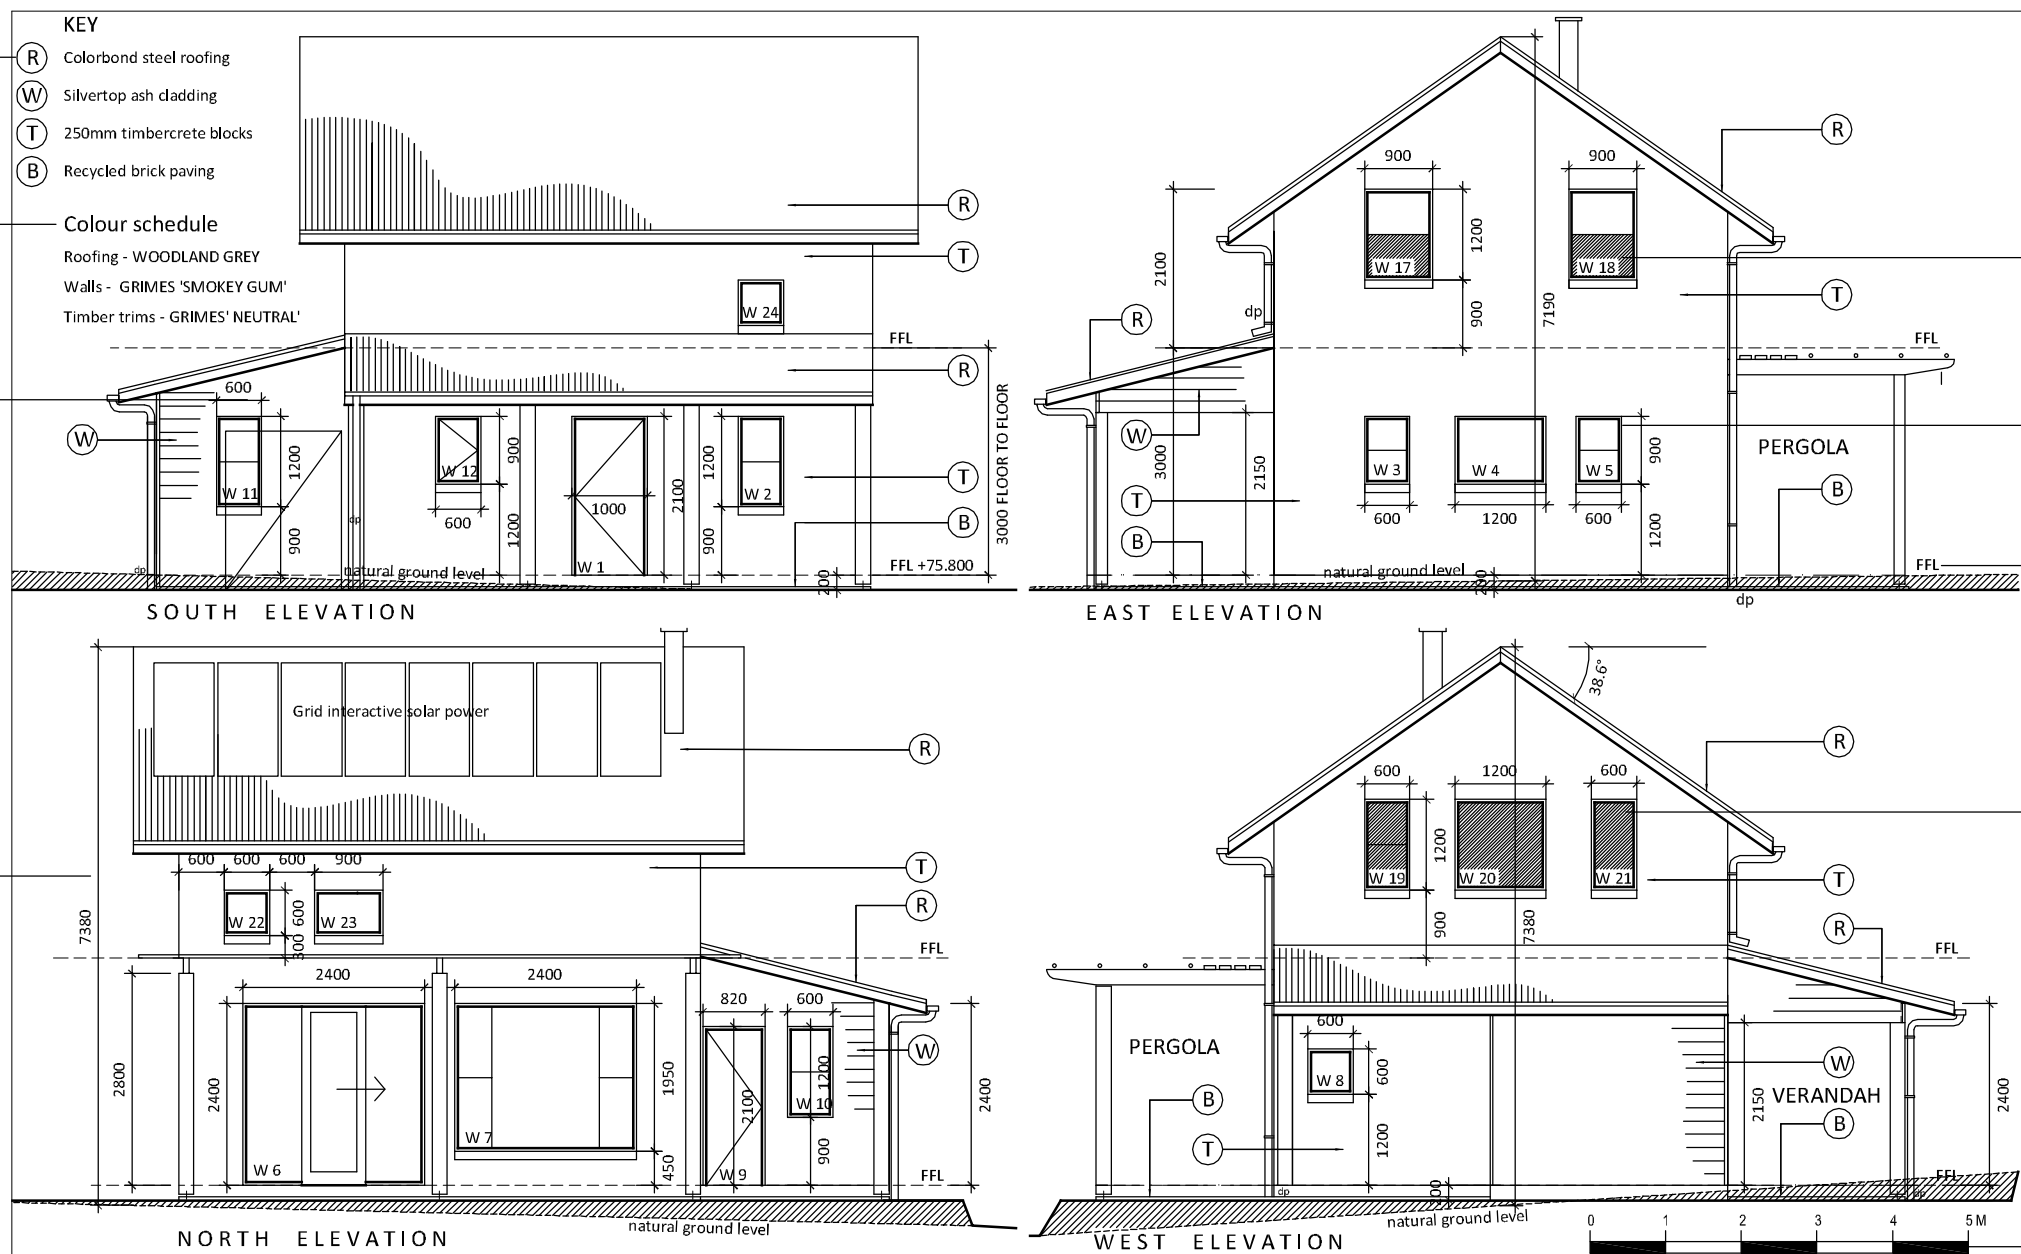 KEY
R Colorbond steel roofing
W Silvertop ash cladding
T 250mm timbercrete blocks
B Recycled brick paving
Colour schedule
Roofing - WOODLAND GREY
Walls - GRIMES 'SMOKEY GUM'
Timber trims - GRIMES' NEUTRAL'
R
T
W 24
FFL
R
600
W
1200
W 11
900
dp
dp
900
W 12
600
1200
1000
2100
W 1
1200
W 2
900
T
B
3000 FLOOR TO FLOOR
FFL +75.800
200
natural ground level
SOUTH ELEVATION
R
900
900
1200
W 17
W 18
2100
900
7190
T
dp
R
FFL
W
3000
2150
T
B
W 3
W 4
W 5
900
600
1200
600
1200
PERGOLA
B
FFL
natural ground level
200
dp
EAST ELEVATION
Grid interactive solar power
R
7380
600
600
600
900
T
W 22
600
W 23
300
R
FFL
2400
2400
820
600
2800
2400
W 6
W 7
1950
450
2100
W 9
1200
W 10
900
W
2400
FFL
natural ground level
NORTH ELEVATION
38.6°
R
600
1200
600
1200
W 19
W 20
W 21
T
900
7380
R
FFL
PERGOLA
600
W 8
600
1200
B
T
W
2150
VERANDAH
B
2400
FFL
dp
dp
200
natural ground level
WEST ELEVATION
0 1 2 3 4 5 M